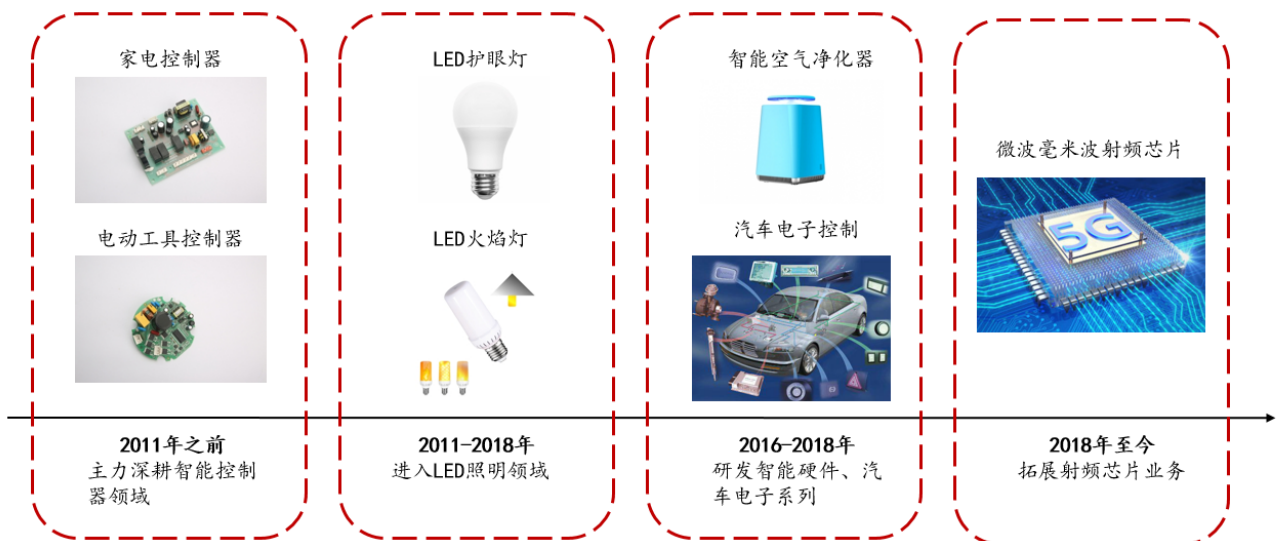 家电控制器
电动工具控制器
2011年之前
主力深耕智能控制
器领域
LED护眼灯
LED火焰灯
2011-2018年
进入LED照明领域
智能空气净化器
汽车电子控制
2016-2018年
研发智能硬件、汽
车电子系列
微波毫米波射频芯片
5G
2018年至今
拓展射频芯片业务